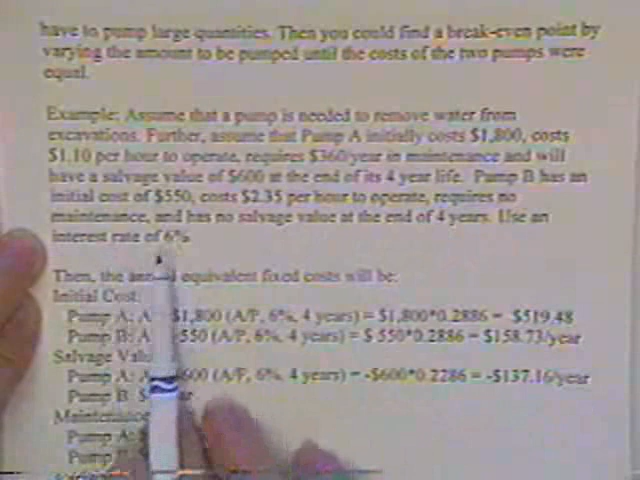 have to pump large quantities. Then you could find a break-even point by
varying the amount to be pumped until the costs of the two pumps were
equal.
Example: Assume that a pump is needed to remove water from
excavations. Further, assume that Pump A initially costs $1,800, costs
$1.10 per hour to operate, requires $360/year in maintenance and will
have a salvage value of $600 at the end of its 4 year life. Pump B has an
initial cost of $550, costs $2.35 per hour to operate, requires no
maintenance, and has no salvage value at the end of 4 years. Use an
interest rate of 6%
Then, the equivalent fixed costs will be:
Initial Cost:
Pump A: A $1,800 (A/P, 6%, 4 years) = $1,800*0.2886 = $519.48
Pump B: A 550 (A/P, 6%, 4 years) = $ 550*0.2886 = $158.73/year
Salvage
Pump A: A 600 (A/F, 6%, 4 years) = -$600*0.2286 = -$137.16/year
Pump B: $
Maintenance
Pump A:
Pump